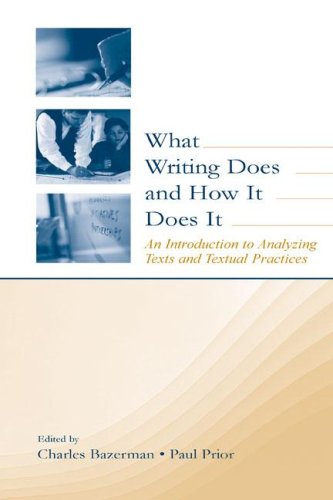 What
Writing Does
and How It
Does It
An Introduction to Analyzing
Texts and Textual Practices
Edited by
Charles Bazerman • Paul Prior